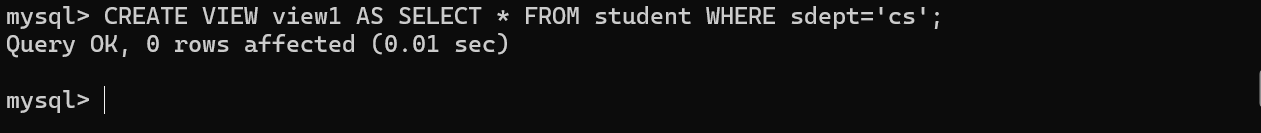 mysql> CREATE VIEW view1 AS SELECT * FROM student WHERE sdept='cs';
Query OK, 0 rows affected (0.01 sec)
mysql>